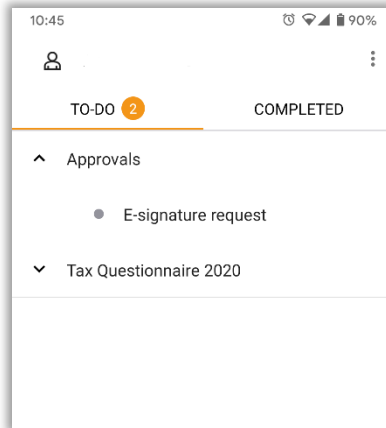 10:45 90%
TO-DO 2 COMPLETED
Approvals
E-signature request
Tax Questionnaire 2020